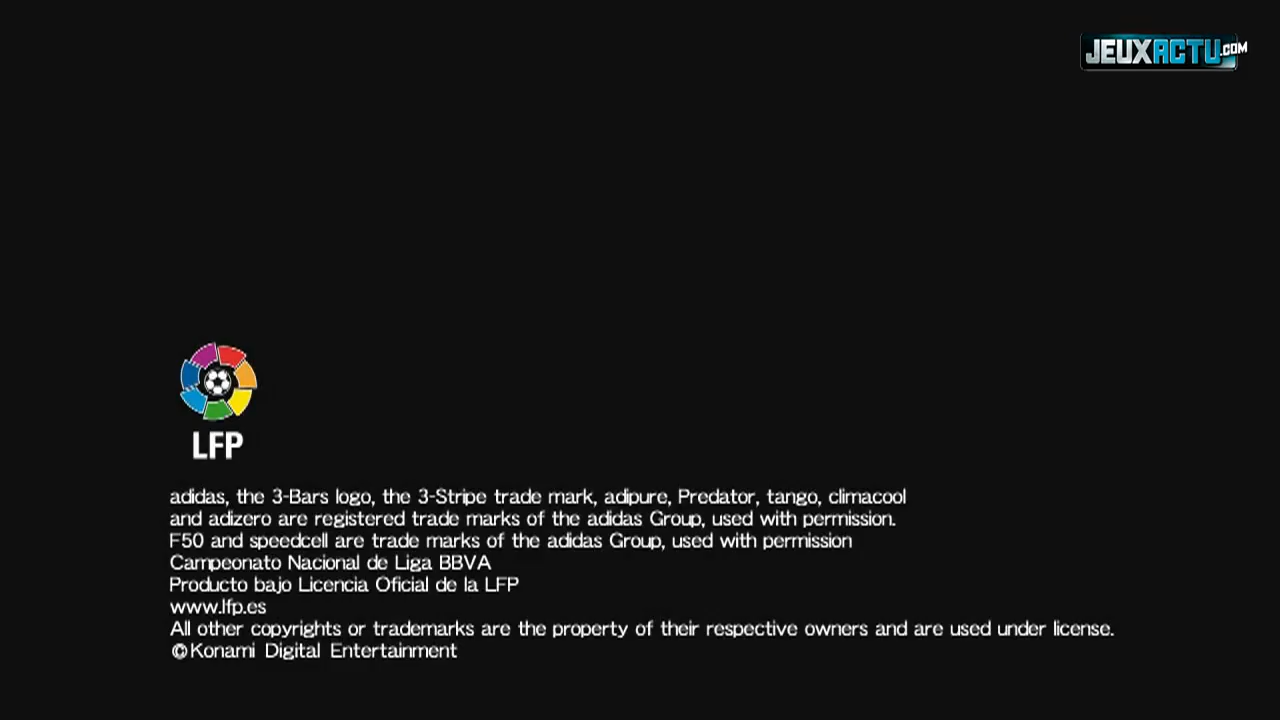 JEUXACTU.COM
LFP
adidas, the 3-Bars logo, the 3-Stripe trade mark, adipure, Predator, tango, climacool
and adizero are registered trade marks of the adidas Group, used with permission.
F50 and speedcell are trade marks of the adidas Group, used with permission
Campeonato Nacional de Liga BBVA
Producto bajo Licencia Oficial de la LFP
www.lfp.es
All other copyrights or trademarks are the property of their respective owners and are used under license.
©Konami Digital Entertainment